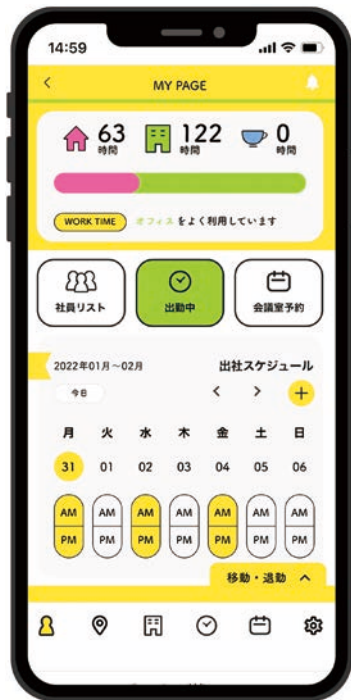 14:59
MY PAGE
63 時間
122 時間
0 時間
WORK TIME オフィスをよく利用しています
社員リスト
出勤中
会議室予約
2022年01月〜02月 出社スケジュール
今日 < > +
月 火 水 木 金 土 日
31 01 02 03 04 05 06
AM AM AM AM AM AM AM
PM PM PM PM PM PM PM
移動・退勤